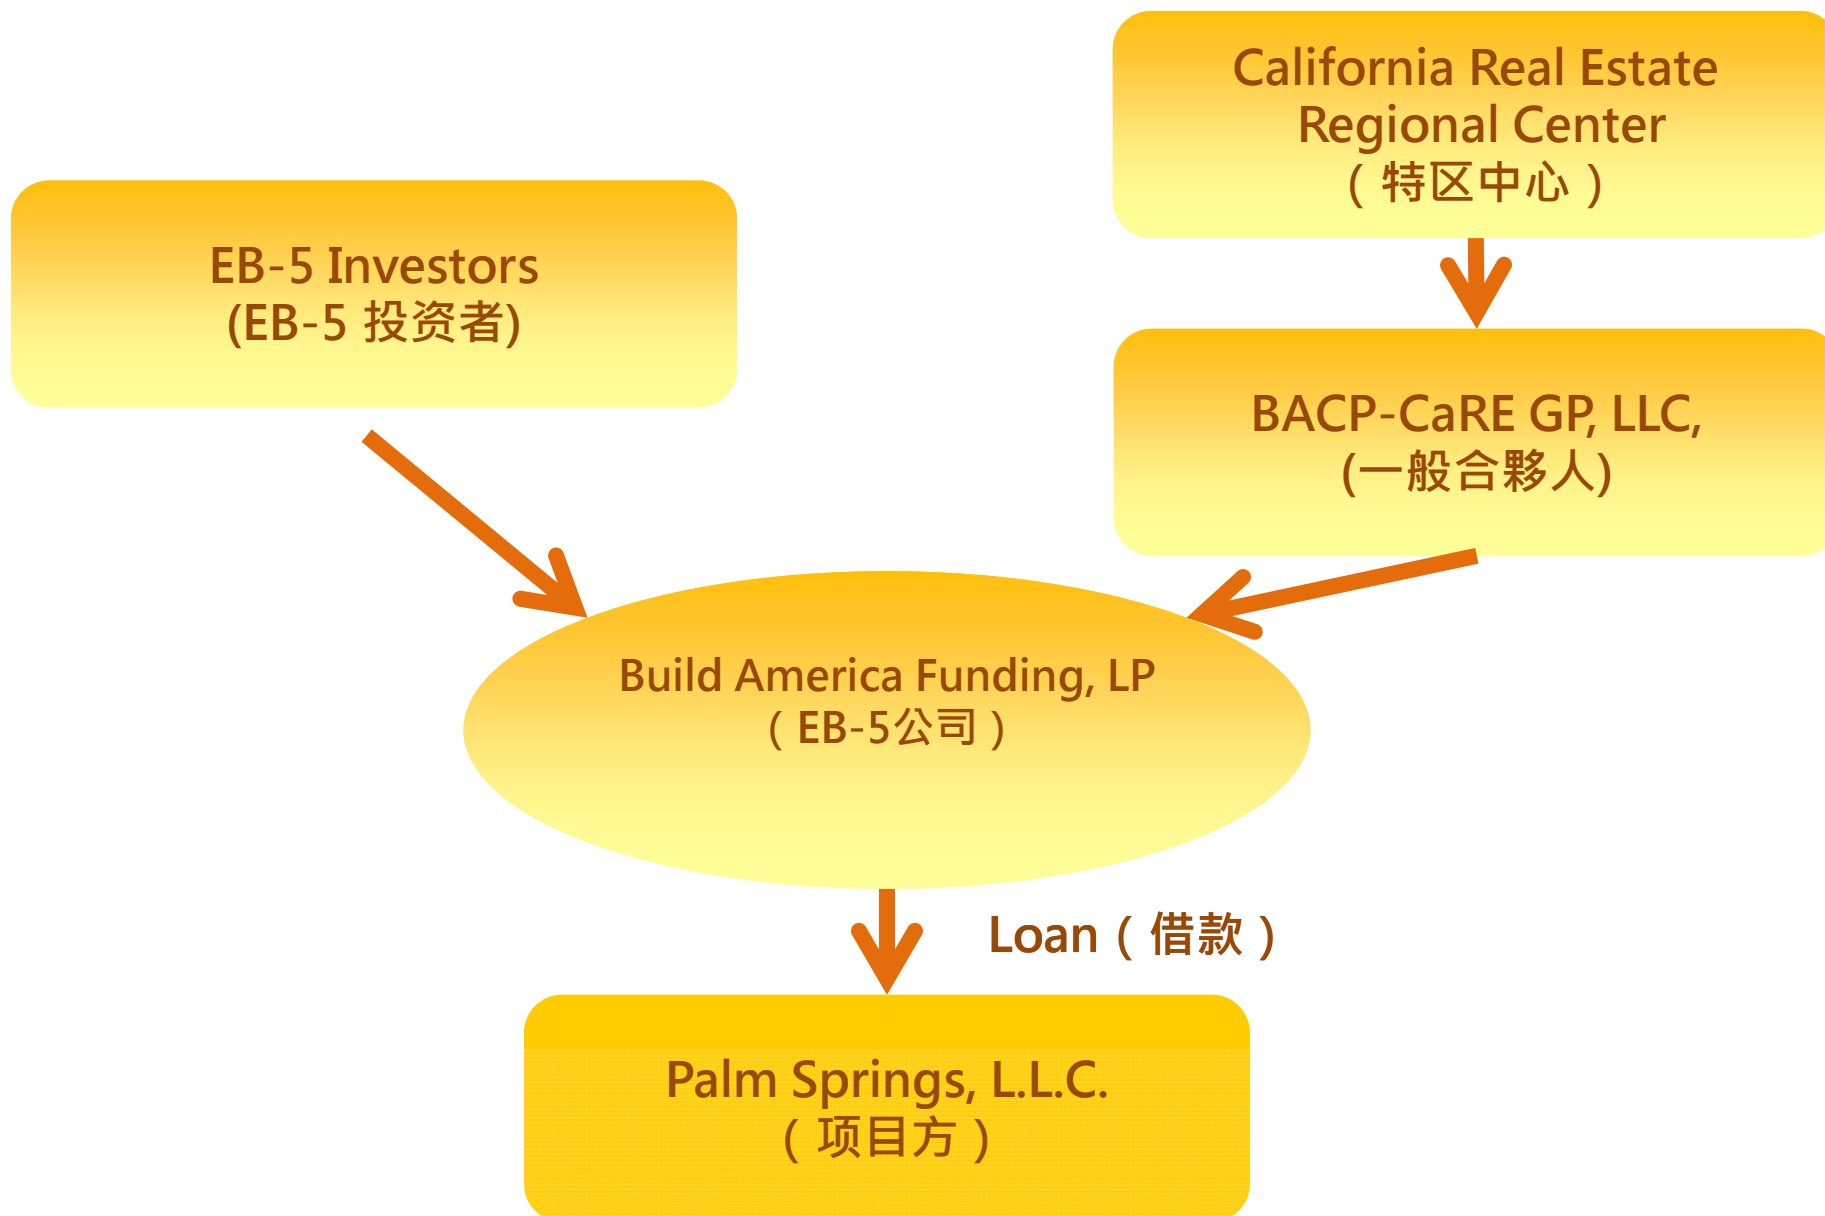 California Real Estate
Regional Center
（特区中心）
EB-5 Investors
(EB-5 投资者)
BACP-CaRE GP, LLC,
(一般合夥人)
Build America Funding, LP
（EB-5公司）
Loan（借款）
Palm Springs, L.L.C.
（项目方）